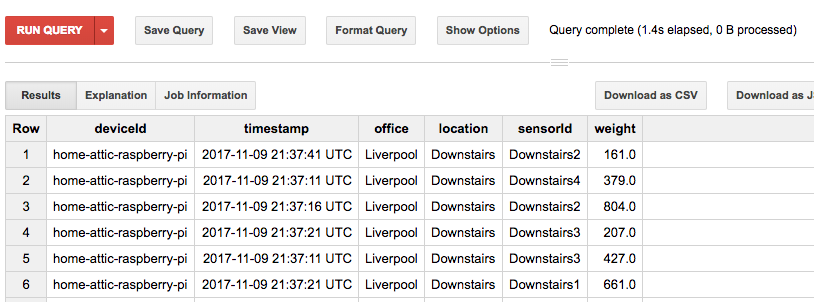 RUN QUERY Save Query Save View Format Query Show Options Query complete (1.4s elapsed, 0 B processed)
Results Explanation Job Information Download as CSV Download as
Row deviceId timestamp office location sensorId weight
1 home-attic-raspberry-pi 2017-11-09 21:37:41 UTC Liverpool Downstairs Downstairs2 161.0
2 home-attic-raspberry-pi 2017-11-09 21:37:11 UTC Liverpool Downstairs Downstairs4 379.0
3 home-attic-raspberry-pi 2017-11-09 21:37:16 UTC Liverpool Downstairs Downstairs2 804.0
4 home-attic-raspberry-pi 2017-11-09 21:37:21 UTC Liverpool Downstairs Downstairs3 207.0
5 home-attic-raspberry-pi 2017-11-09 21:37:11 UTC Liverpool Downstairs Downstairs3 427.0
6 home-attic-raspberry-pi 2017-11-09 21:37:21 UTC Liverpool Downstairs Downstairs1 661.0